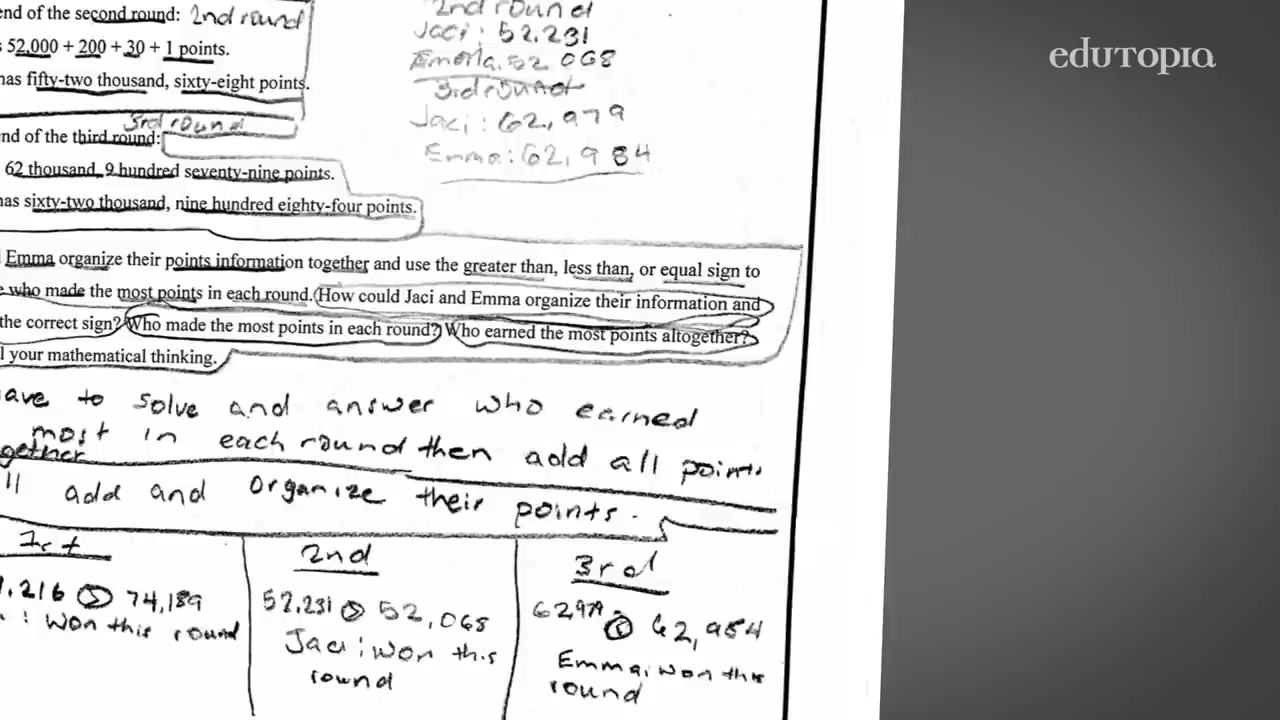 end of the second round: 2nd round
52,000 + 200 + 30 + 1 points.
has fifty-two thousand, sixty-eight points.
3rd round
end of the third round:
62 thousand, 9 hundred seventy-nine points.
has sixty-two thousand, nine hundred eighty-four points.
2nd round
Jaci: 52,231
Emma: 52,068
3rd round
Jaci: 62,979
Emma: 62,984
edutopia
Emma organize their points information together and use the greater than, less than, or equal sign to
who made the most points in each round. How could Jaci and Emma organize their information and
the correct sign? Who made the most points in each round? Who earned the most points altogether?
your mathematical thinking.
have to solve and answer who earned
most in each round then add all points
gether
'll add and organize their points.
1st
.216 > 74,189
: won this round
2nd
52,231 > 52,068
Jaci: won this
round
3rd
62979 < 62,984
Emma: won this
round